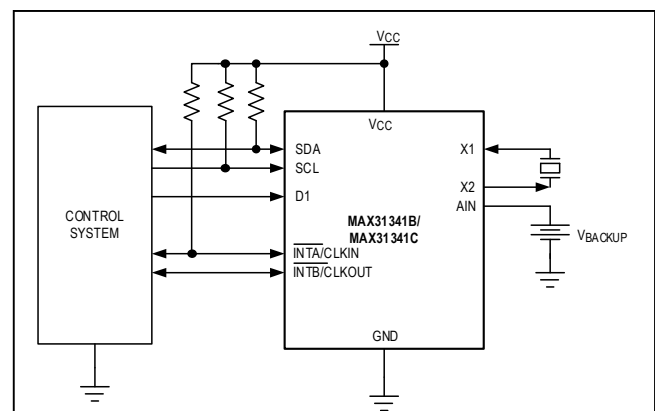 VCC
VCC
SDA
SCL
D1
CONTROL
SYSTEM
MAX31341B/
MAX31341C
INTA/CLKIN
INTB/CLKOUT
GND
X1
X2
AIN
VBACKUP